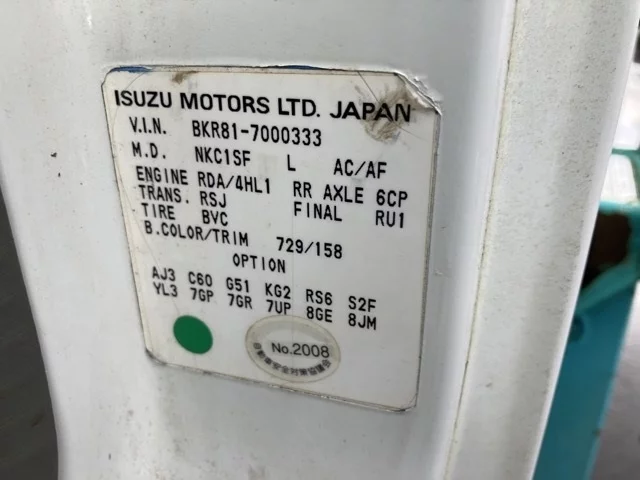 ISUZU MOTORS LTD. JAPAN
V.I.N. BKR81-7000333
M.D. NKC1SF L AC/AF
ENGINE RDA/4HL1 RR AXLE 6CP
TRANS. RSJ FINAL RU1
TIRE BVC
B.COLOR/TRIM 729/158
OPTION
AJ3 C60 G51 KG2 RS6 S2F
YL3 7GP 7GR 7UP 8GE 8JM
No.2008